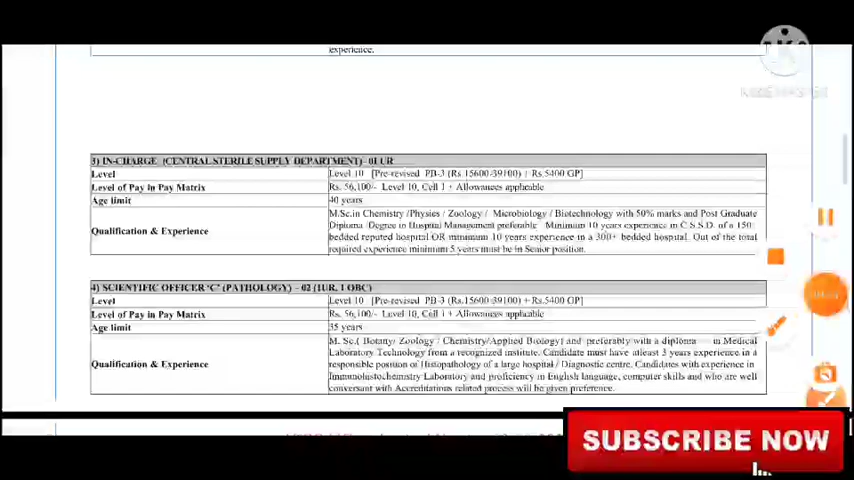 experience.
3) IN-CHARGE (CENTRAL STERILE SUPPLY DEPARTMENT) - 01 UR
Level Level 10 [Pre-revised PB-3 (Rs.15600-39100) + Rs.5400 GP]
Level of Pay in Pay Matrix Rs. 56,100/- Level 10, Cell 1 + Allowances applicable
Age limit 40 years
M.Sc.in Chemistry /Physics / Zoology / Microbiology / Biotechnology with 50% marks and Post Graduate
Diploma /Degree in Hospital Management preferable Minimum 10 years experience in C.S.S.D. of a 150
Qualification & Experience
bedded reputed hospital OR minimum 10 years experience in a 300+ bedded hospital. Out of the total
required experience minimum 5 years must be in Senior position.
4) SCIENTIFIC OFFICER 'C' (PATHOLOGY) – 02 (1UR, 1 OBC)
Level Level 10 [Pre-revised PB-3 (Rs.15600-39100) + Rs.5400 GP]
Level of Pay in Pay Matrix Rs. 56,100/- Level 10, Cell 1 + Allowances applicable
Age limit 35 years
M. Sc.( Botany/ Zoology / Chemistry/Applied Biology) and preferably with a diploma in Medical
Laboratory Technology from a recognized institute. Candidate must have atleast 3 years experience in a
Qualification & Experience
responsible position of Histopathology of a large hospital / Diagnostic centre. Candidates with experience in
Immunohistochemistry Laboratory and proficiency in English language, computer skills and who are well
conversant with Accreditations related process will be given preference.
SUBSCRIBE NOW